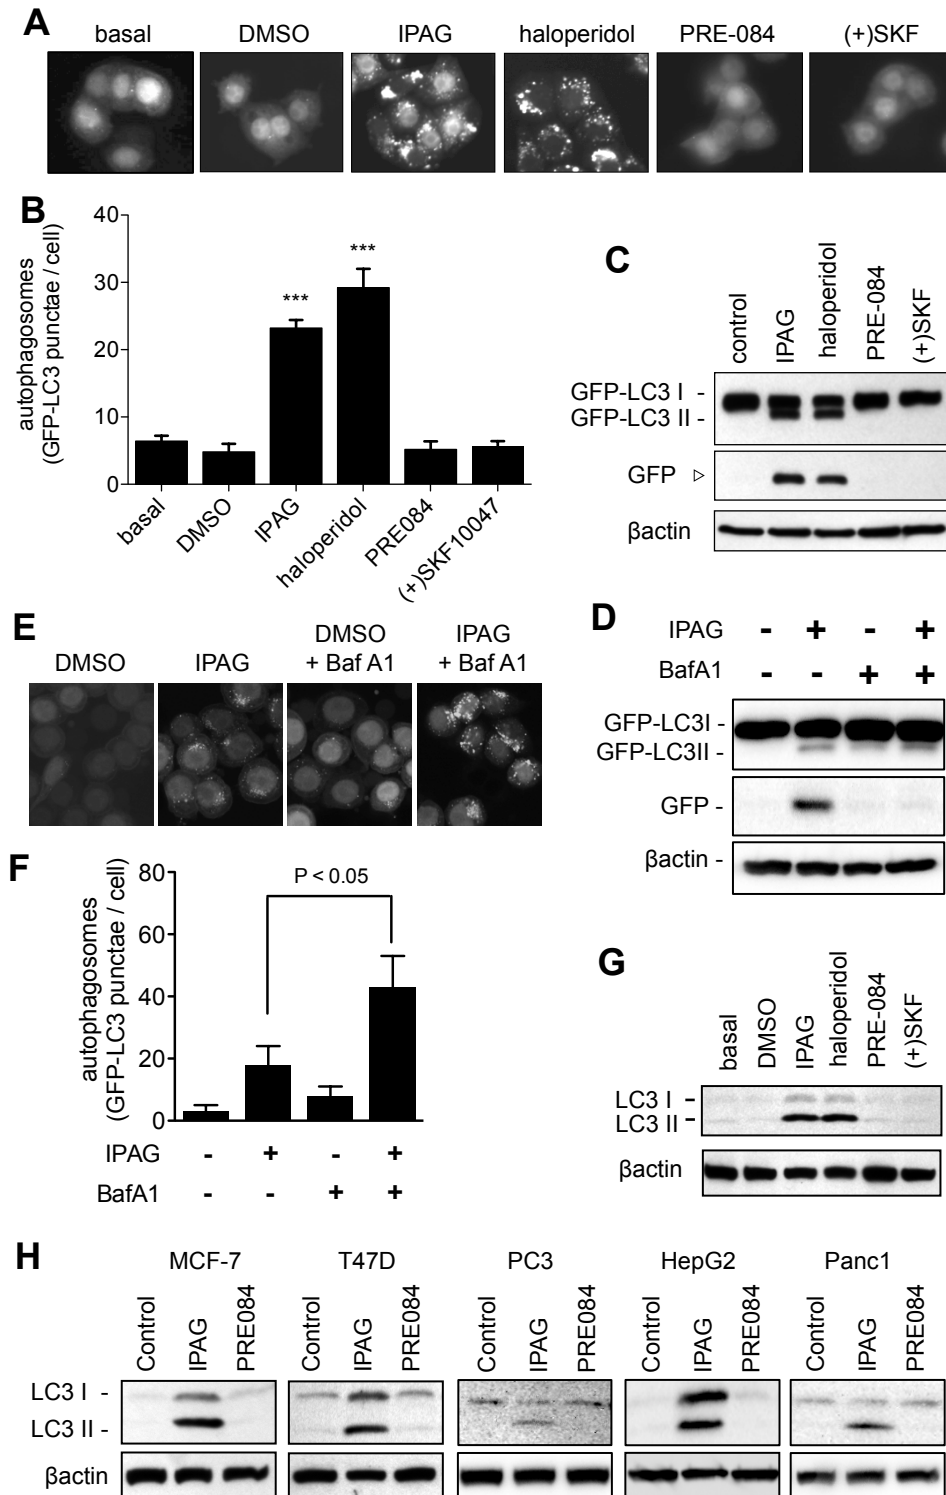 A
basal DMSO IPAG haloperidol PRE-084 (+)SKF
B
autophagosomes
(GFP-LC3 punctae / cell)
40
30
20
10
0
***
***
basal DMSO IPAG haloperidol PRE084 (+)SKF10047
C
control IPAG haloperidol PRE-084 (+)SKF
GFP-LC3 I -
GFP-LC3 II -
GFP ▷
βactin
E
DMSO IPAG DMSO + Baf A1 IPAG + Baf A1
D
IPAG - + - +
BafA1 - - + +
GFP-LC3I -
GFP-LC3II -
GFP -
βactin -
F
autophagosomes
(GFP-LC3 punctae / cell)
80
60
40
20
0
P < 0.05
IPAG - + - +
BafA1 - - + +
G
basal DMSO IPAG haloperidol PRE-084 (+)SKF
LC3 I -
LC3 II -
βactin
H
MCF-7 T47D PC3 HepG2 Panc1
Control IPAG PRE084 Control IPAG PRE084 Control IPAG PRE084 Control IPAG PRE084 Control IPAG PRE084
LC3 I -
LC3 II -
βactin